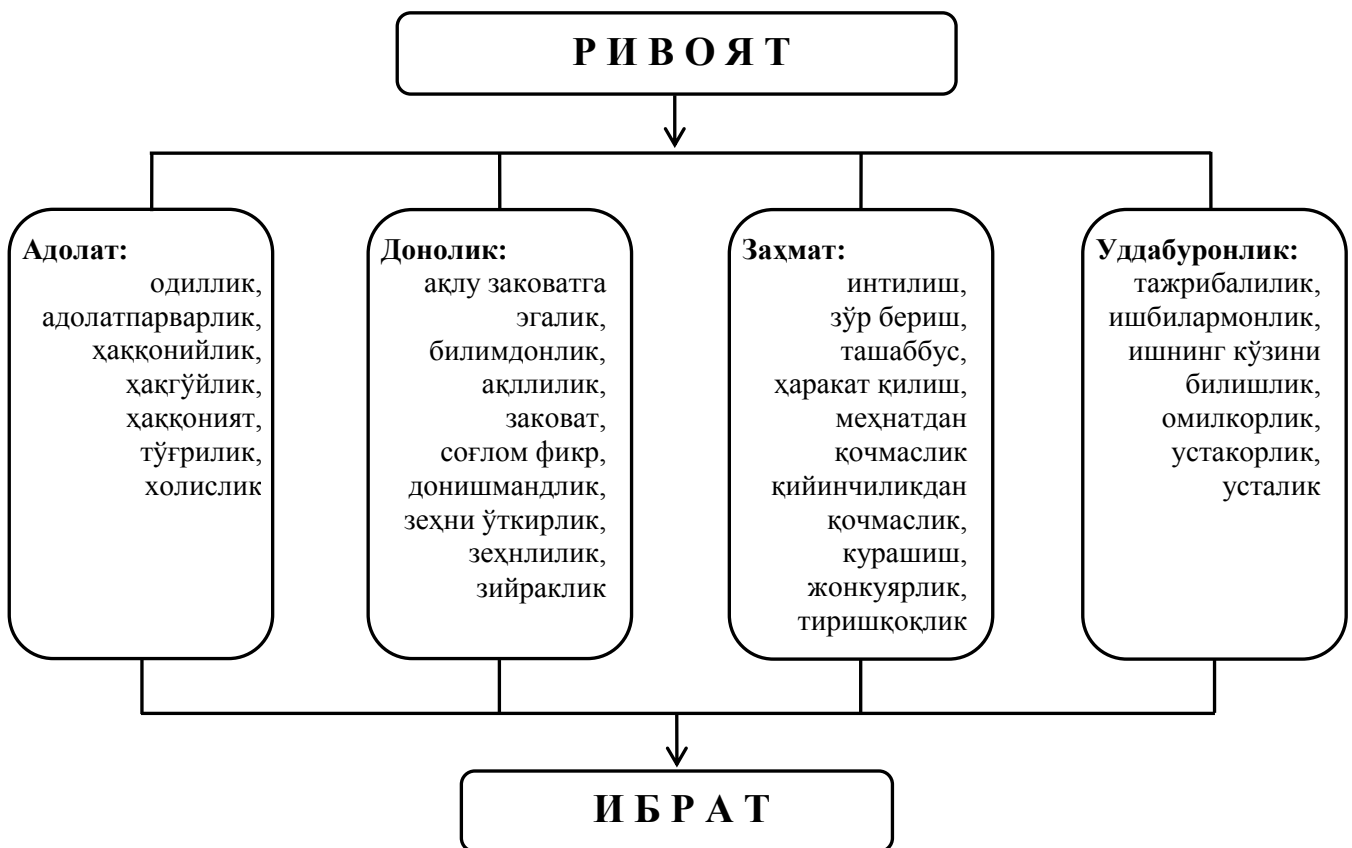 Р И В О Я Т
Адолат:
одиллик,
адолатпарварлик,
ҳаққонийлик,
ҳақгўйлик,
ҳаққоният,
тўғрилик,
холислик
Донолик:
ақлу заковатга
эгалик,
билимдонлик,
ақллилик,
заковат,
соғлом фикр,
донишмандлик,
зеҳни ўткирлик,
зеҳнлилик,
зийраклик
Заҳмат:
интилиш,
зўр бериш,
ташаббус,
ҳаракат қилиш,
меҳнатдан
қочмаслик
қийинчиликдан
қочмаслик,
курашиш,
жонкуярлик,
тиришқоқлик
Уддабуронлик:
тажрибалилик,
ишбилармонлик,
ишнинг кўзини
билишлик,
омилкорлик,
устакорлик,
усталик
И Б Р А Т